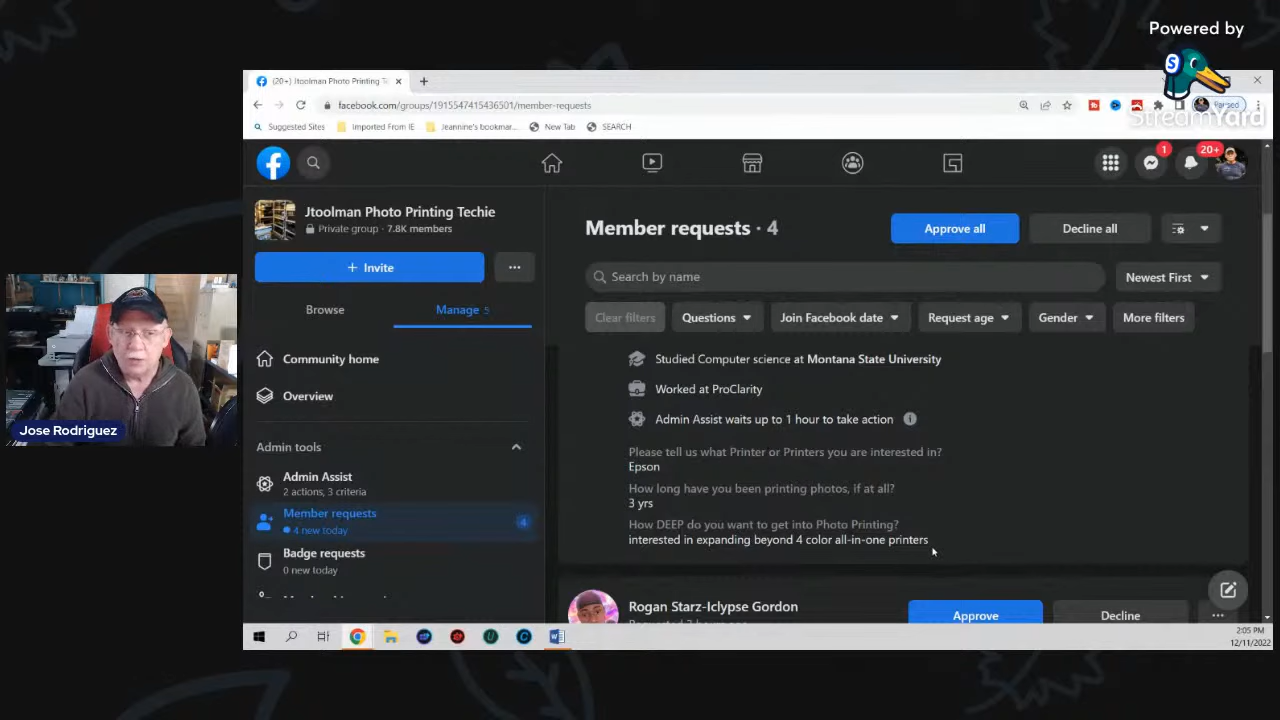 Powered by
StreamYard
(20+) Jtoolman Photo Printing Te
facebook.com/groups/1915547415436501/member-requests
Paused
Suggested Sites
Imported From IE
Jeannine's bookmar...
New Tab
SEARCH
1
20+
Jtoolman Photo Printing Techie
Private group · 7.8K members
+ Invite
Browse
Manage 5
Community home
Overview
Admin tools
Admin Assist
2 actions, 3 criteria
Member requests
4 new today
4
Badge requests
0 new today
Member requests · 4
Approve all
Decline all
Search by name
Newest First
Clear filters
Questions
Join Facebook date
Request age
Gender
More filters
Studied Computer science at Montana State University
Worked at ProClarity
Admin Assist waits up to 1 hour to take action
Please tell us what Printer or Printers you are interested in?
Epson
How long have you been printing photos, if at all?
3 yrs
How DEEP do you want to get into Photo Printing?
interested in expanding beyond 4 color all-in-one printers
Rogan Starz-Iclypse Gordon
Approve
Decline
Jose Rodriguez
2:05 PM
12/11/2022